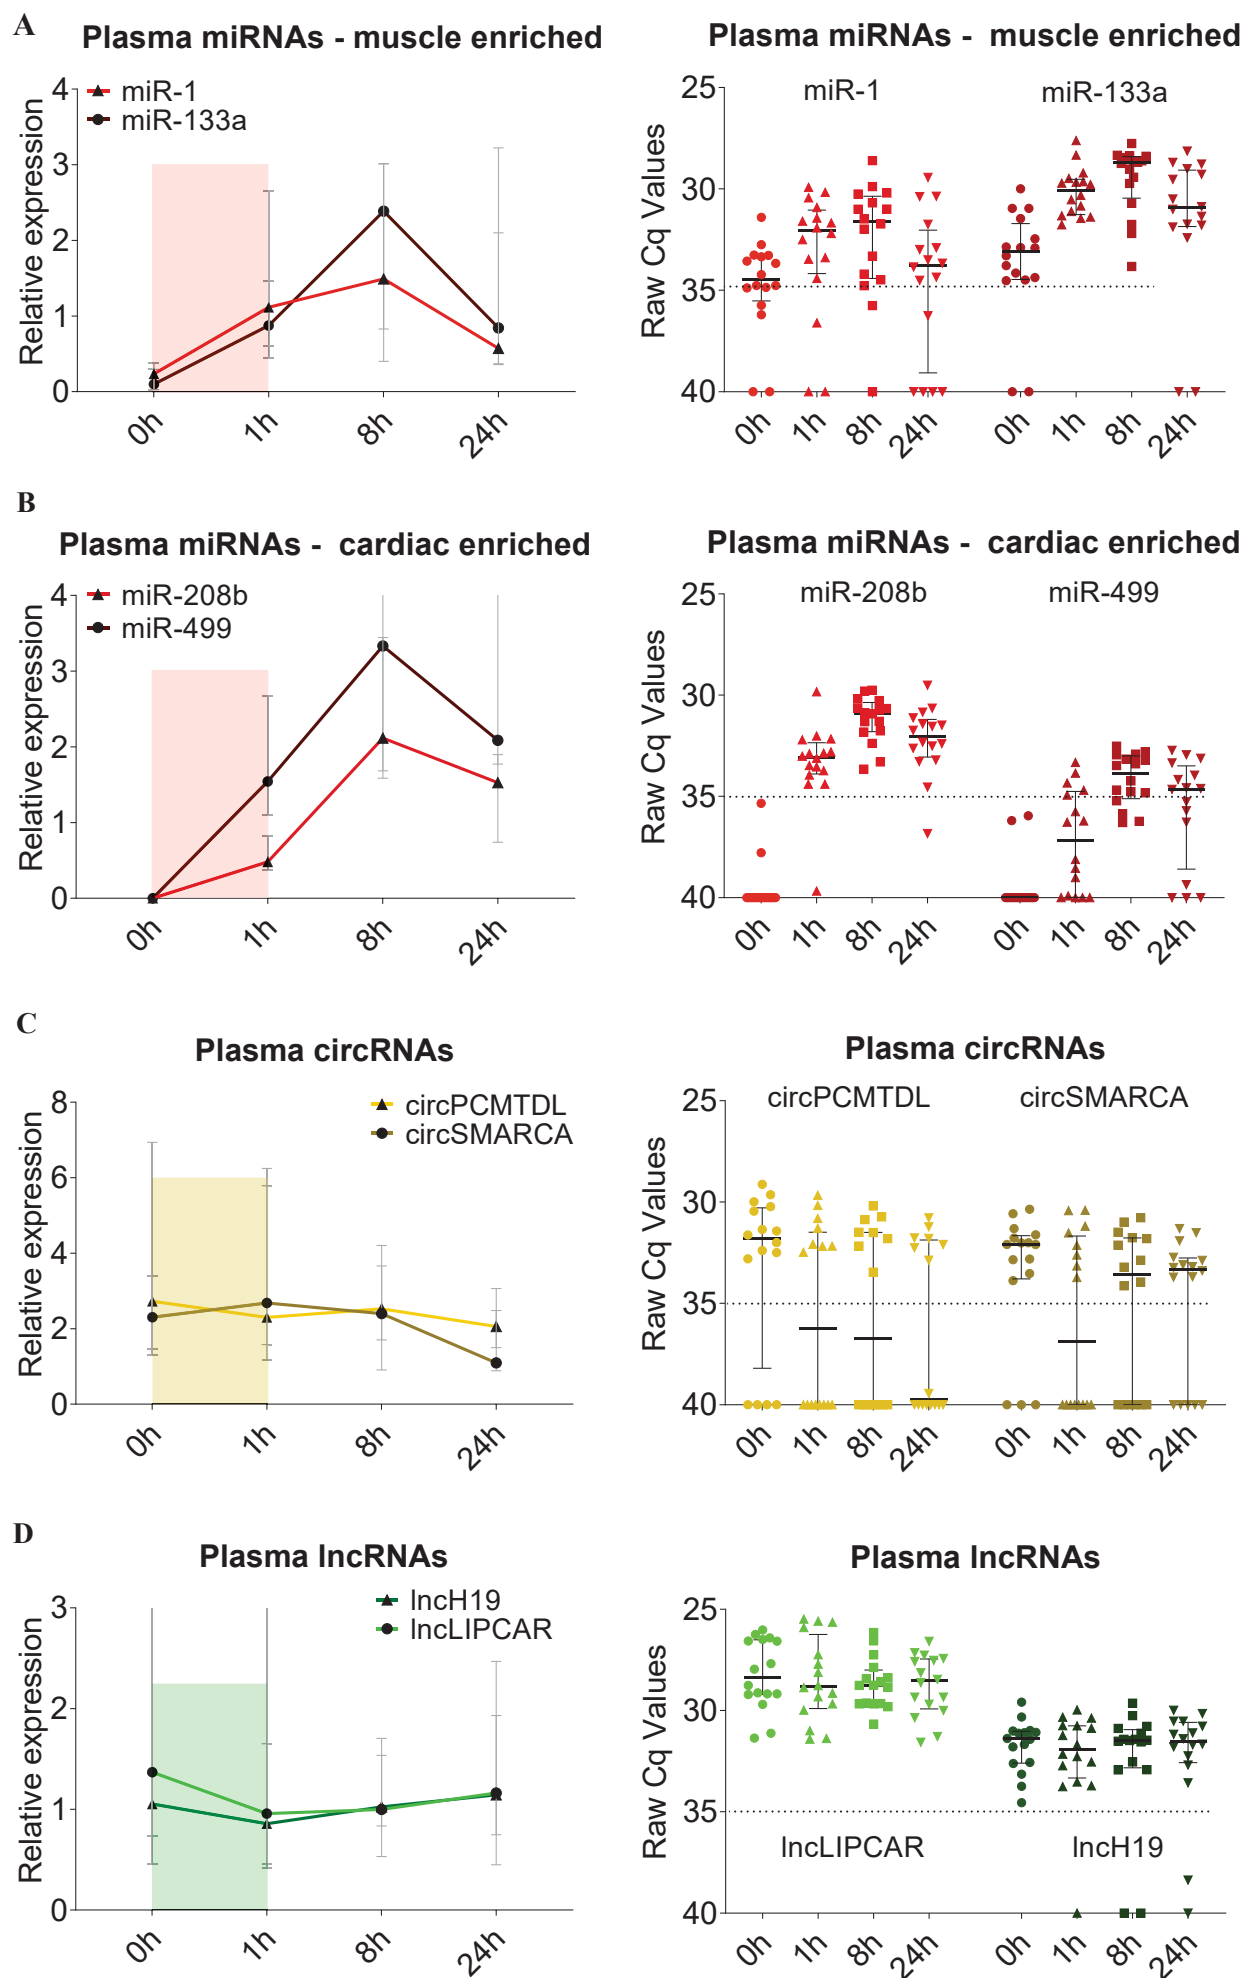 A
Plasma miRNAs - muscle enriched
4
3
2
1
0
Relative expression
miR-1
miR-133a
0h
1h
8h
24h
Plasma miRNAs - muscle enriched
25
30
35
40
Raw Cq Values
miR-1
miR-133a
0h
1h
8h
24h
0h
1h
8h
24h
B
Plasma miRNAs - cardiac enriched
4
3
2
1
0
Relative expression
miR-208b
miR-499
0h
1h
8h
24h
Plasma miRNAs - cardiac enriched
25
30
35
40
Raw Cq Values
miR-208b
miR-499
0h
1h
8h
24h
0h
1h
8h
24h
C
Plasma circRNAs
8
6
4
2
0
Relative expression
circPCMTDL
circSMARCA
0h
1h
8h
24h
Plasma circRNAs
25
30
35
40
Raw Cq Values
circPCMTDL
circSMARCA
0h
1h
8h
24h
0h
1h
8h
24h
D
Plasma lncRNAs
3
2
1
0
Relative expression
lncH19
lncLIPCAR
0h
1h
8h
24h
Plasma lncRNAs
25
30
35
40
Raw Cq Values
lncLIPCAR
lncH19
0h
1h
8h
24h
0h
1h
8h
24h